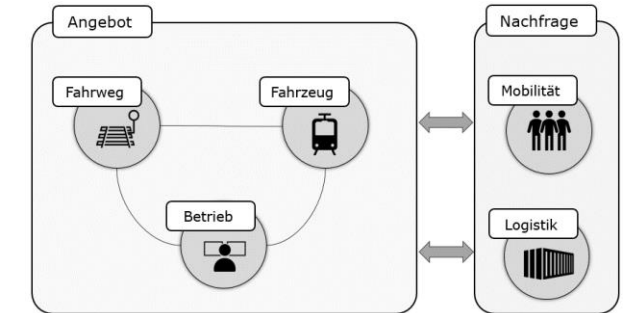 Angebot
Nachfrage
Fahrweg
Fahrzeug
Mobilität
Betrieb
Logistik